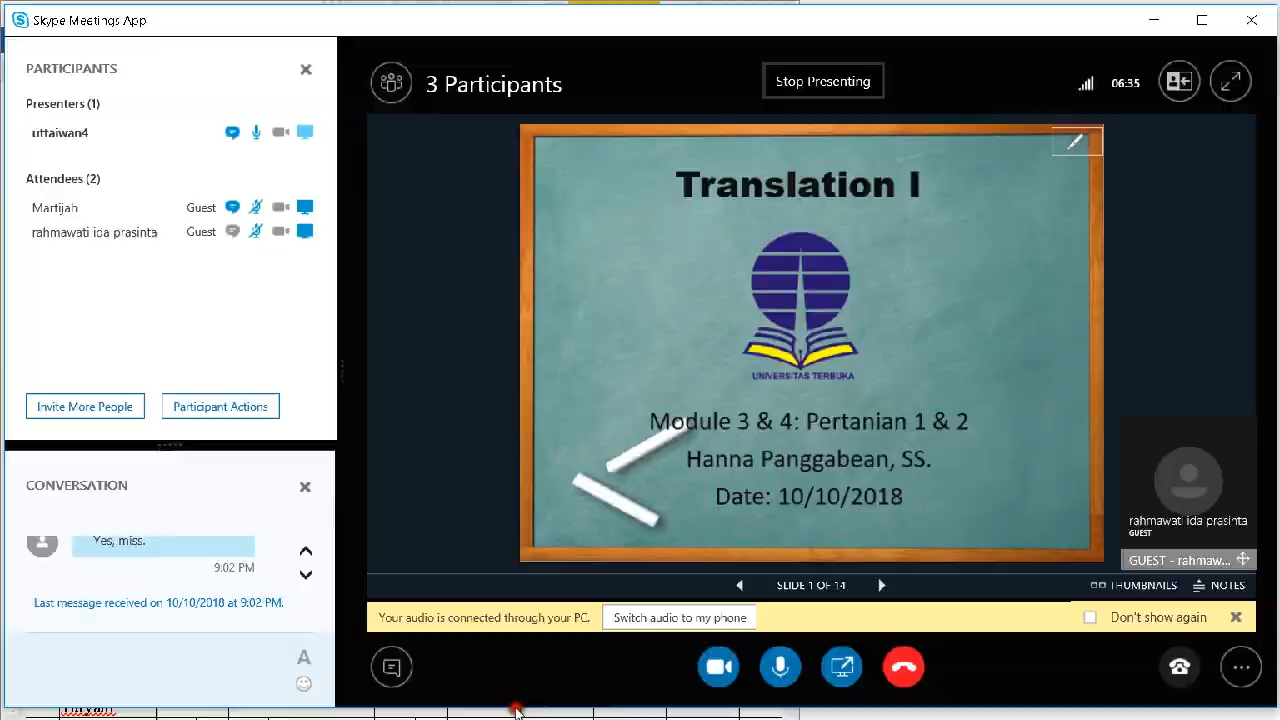 Skype Meetings App
PARTICIPANTS
Presenters (1)
uttaiwan4
Attendees (2)
Martijah Guest
rahmawati ida prasinta Guest
Invite More People
Participant Actions
CONVERSATION
Yes, miss.
9:02 PM
Last message received on 10/10/2018 at 9:02 PM.
A
3 Participants
Stop Presenting
06:35
Translation I
UNIVERSITAS TERBUKA
Module 3 & 4: Pertanian 1 & 2
Hanna Panggabean, SS.
Date: 10/10/2018
rahmawati ida prasinta
GUEST
GUEST - rahmaw...
SLIDE 1 OF 14
THUMBNAILS
NOTES
Your audio is connected through your PC.
Switch audio to my phone
Don't show again